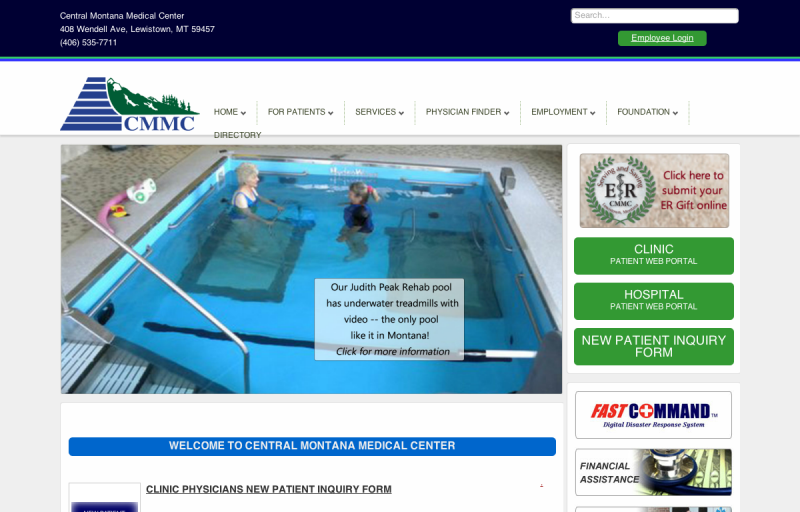 Central Montana Medical Center
408 Wendell Ave, Lewistown, MT 59457
(406) 535-7711
Search...
Employee Login
CMMC
HOME
FOR PATIENTS
SERVICES
PHYSICIAN FINDER
EMPLOYMENT
FOUNDATION
DIRECTORY
Our Judith Peak Rehab pool
has underwater treadmills with
video -- the only pool
like it in Montana!
Click for more information
Serving and Saving
ER
CMMC
Click here to
submit your
ER Gift online
CLINIC
PATIENT WEB PORTAL
HOSPITAL
PATIENT WEB PORTAL
NEW PATIENT INQUIRY
FORM
FAST COMMAND TM
Digital Disaster Response System
FINANCIAL
ASSISTANCE
WELCOME TO CENTRAL MONTANA MEDICAL CENTER
CLINIC PHYSICIANS NEW PATIENT INQUIRY FORM